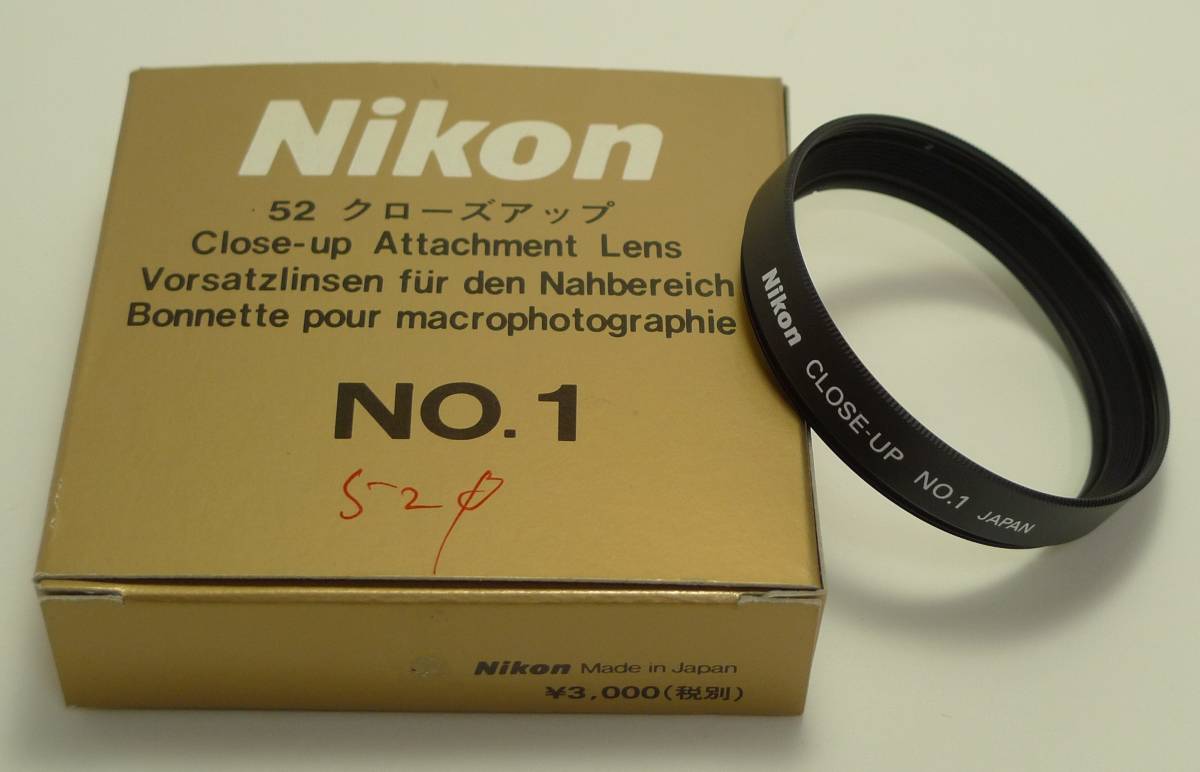 Nikon
52 クローズアップ
Close-up Attachment Lens
Vorsatzlinsen für den Nahbereich
Bonnette pour macrophotographie
NO.1
52φ
Nikon Made in Japan
¥3,000(税別)
Nikon CLOSE-UP NO.1 JAPAN